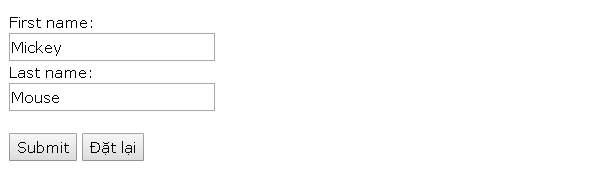 First name:
Mickey
Last name:
Mouse
Submit Đặt lại